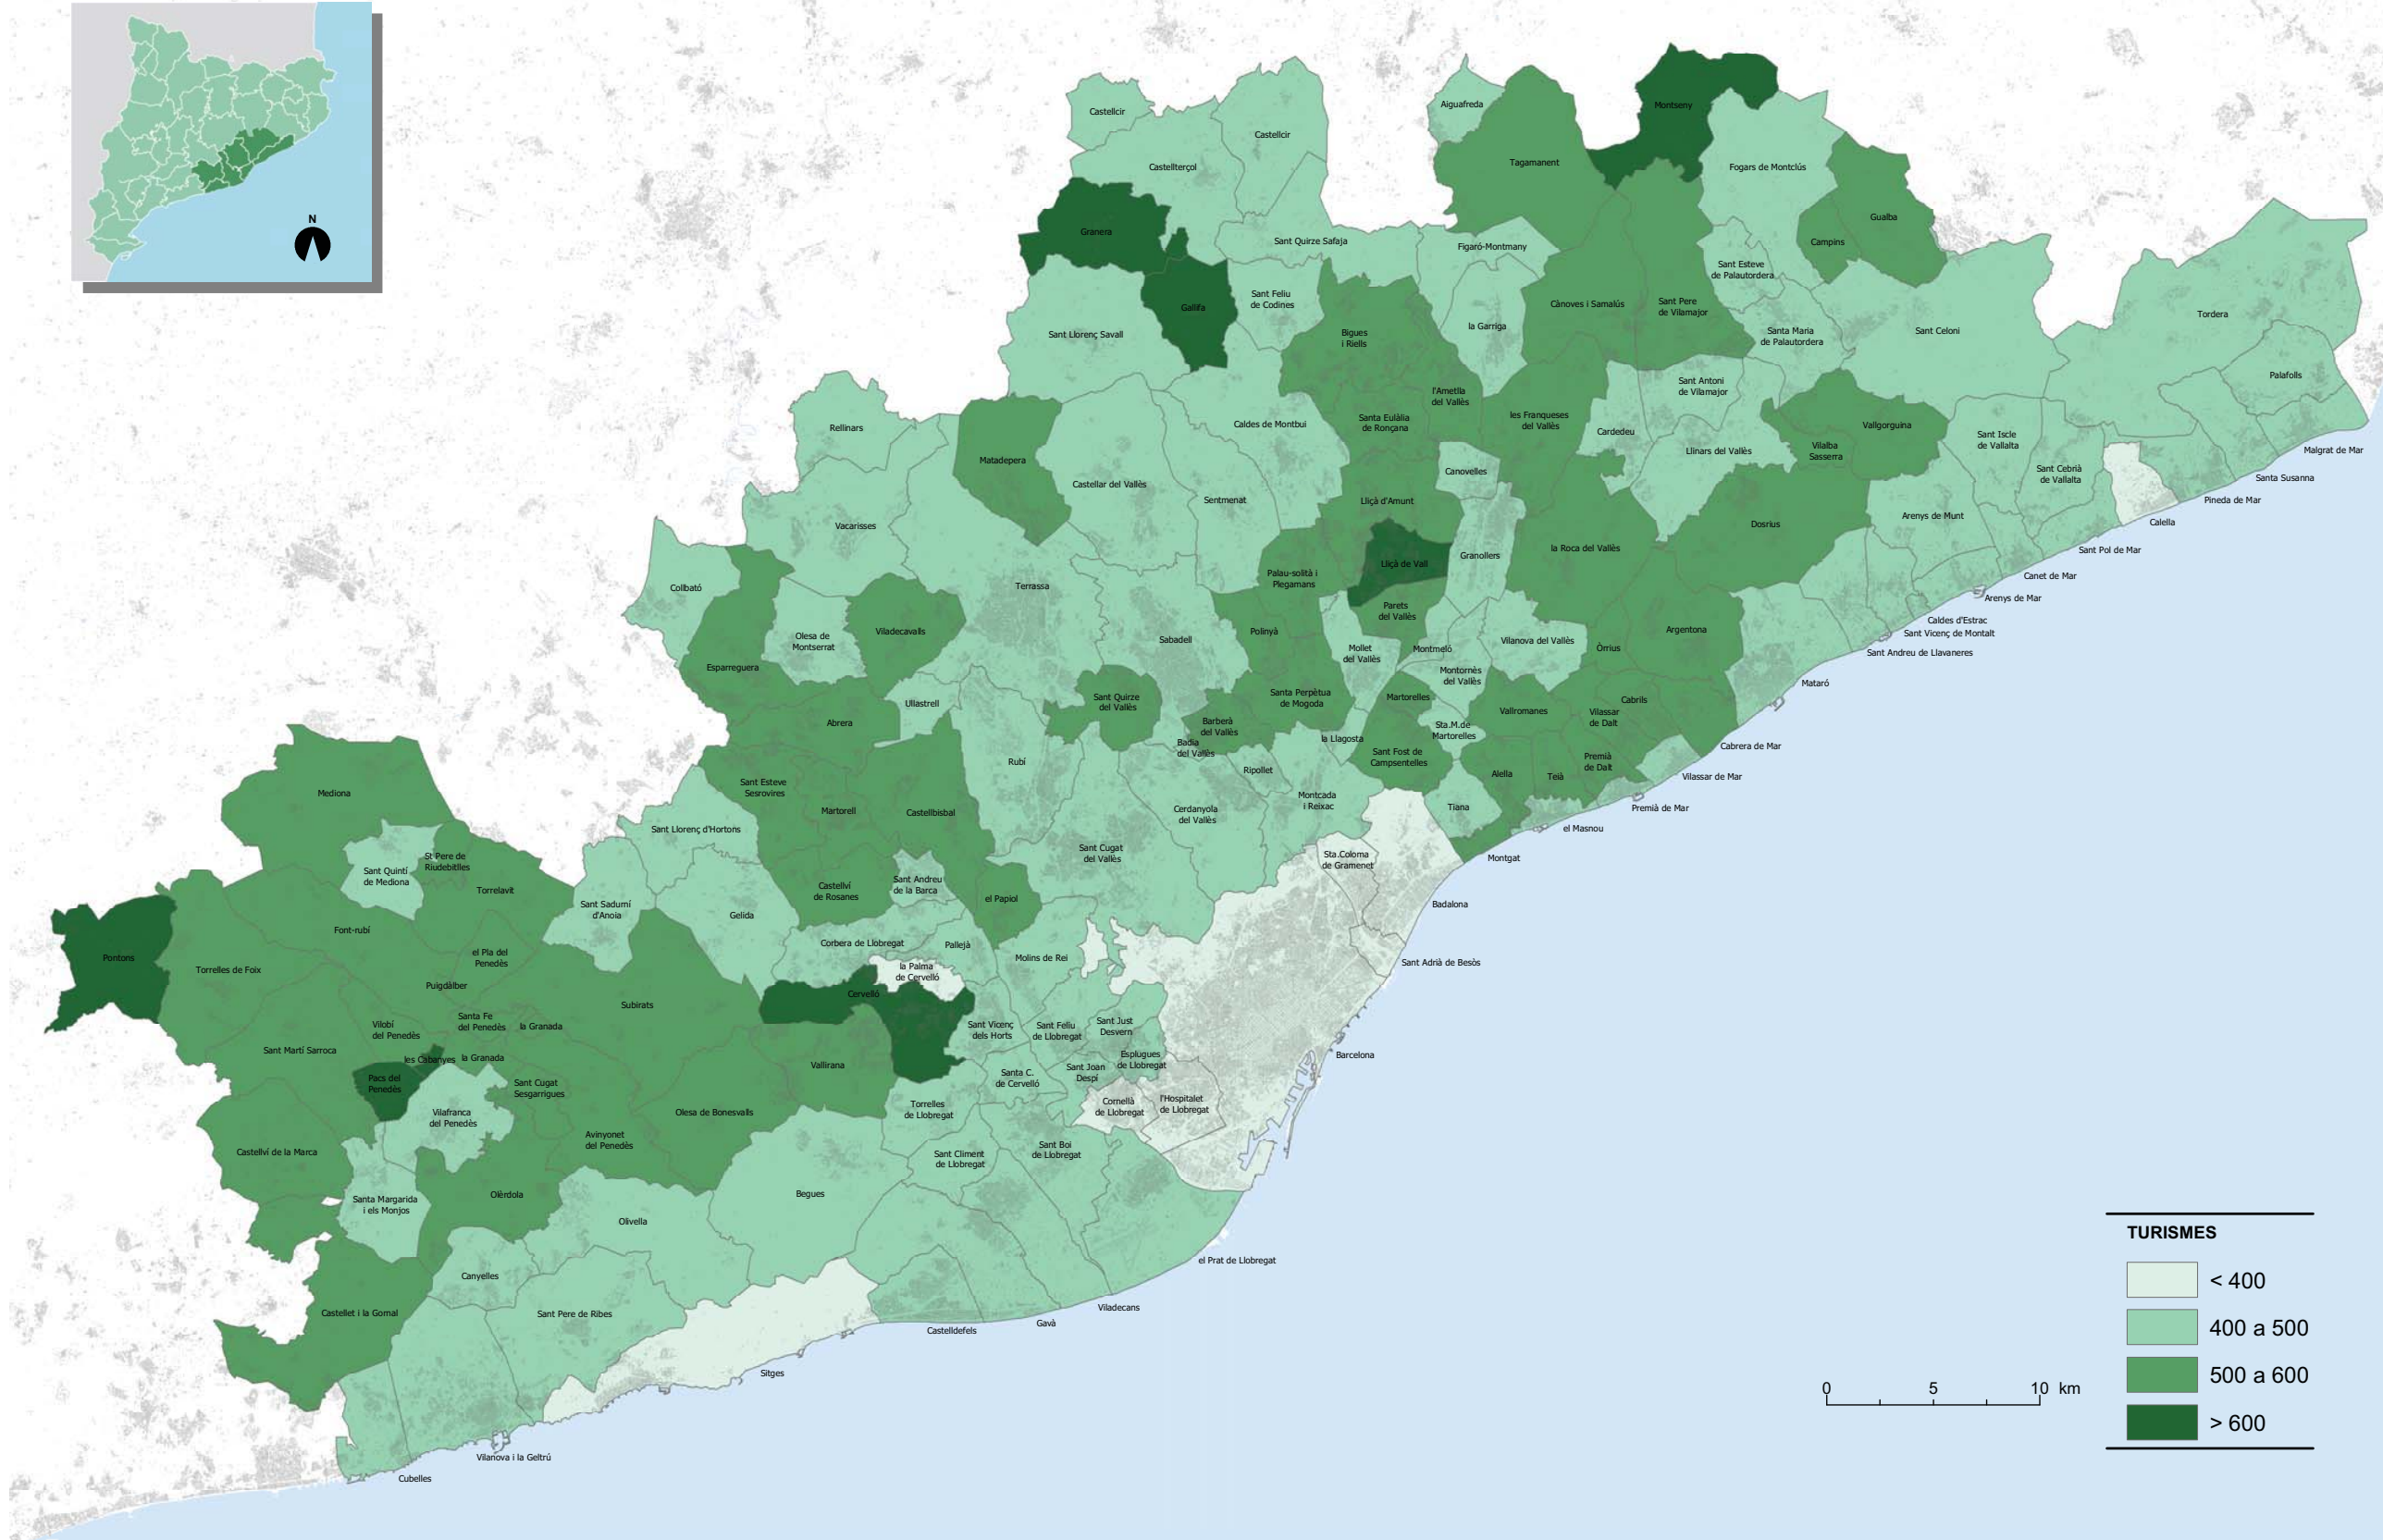 N
Castellcir
Castellcir
Castellterçol
Aiguafreda
Montseny
Tagamanent
Fogars de Montclús
Granera
Gualba
Campins
Sant Quirze Safaja
Figaró-Montmany
Sant Esteve
de Palautordera
Gallifa
Sant Feliu
de Codines
Cànoves i Samalús
Sant Pere
de Vilamajor
Tordera
la Garriga
Sant Llorenç Savall
Bigues
i Riells
Santa Maria
de Palautordera
Sant Celoni
Palafolls
l'Ametlla
del Vallès
Sant Antoni
de Vilamajor
Rellinars
Caldes de Montbui
Santa Eulàlia
de Ronçana
les Franqueses
del Vallès
Cardedeu
Vallgorguina
Llinars del Vallès
Vilalba
Sasserra
Sant Iscle
de Vallalta
Malgrat de Mar
Matadepera
Castellar del Vallès
Canovelles
Sant Cebrià
de Vallalta
Santa Susanna
Sentmenat
Lliçà d'Amunt
Pineda de Mar
Vacarisses
Dosrius
Arenys de Munt
Calella
Sant Pol de Mar
Granollers
la Roca del Vallès
Lliçà de Vall
Collbató
Terrassa
Palau-solità i
Plegamans
Canet de Mar
Arenys de Mar
Parets
del Vallès
Caldes d'Estrac
Sant Vicenç de Montalt
Olesa de
Montserrat
Viladecavalls
Sabadell
Polinyà
Mollet
del Vallès
Montmeló
Vilanova del Vallès
Òrrius
Argentona
Sant Andreu de Llavaneres
Esparreguera
Montornès
del Vallès
Mataró
Ullastrell
Sant Quirze
del Vallès
Santa Perpètua
de Mogoda
Martorelles
Vallromanes
Cabrils
Vilassar
de Dalt
Abrera
Barberà
del Vallès
Sta.M.de
Martorelles
Badia
del Vallès
la Llagosta
Cabrera de Mar
Rubí
Ripollet
Sant Fost de
Campsentelles
Alella
Teià
Premià
de Dalt
Vilassar de Mar
Sant Esteve
Sesrovires
Mediona
Martorell
Castellbisbal
Cerdanyola
del Vallès
Montcada
i Reixac
Tiana
Premià de Mar
el Masnou
Sant Llorenç d'Hortons
Sant Cugat
del Vallès
Sta.Coloma
de Gramenet
Montgat
St Pere de
Riudebitlles
Sant Quintí
de Mediona
Torrelavit
Castellví
de Rosanes
Sant Andreu
de la Barca
el Papiol
Badalona
Sant Sadurní
d'Anoia
Gelida
Font-rubí
Corbera de Llobregat
Pallejà
Molins de Rei
el Pla del
Penedès
Pontons
Torrelles de Foix
la Palma
de Cervelló
Sant Adrià de Besòs
Puigdàlber
Cervelló
Subirats
Vilobí
del Penedès
Santa Fe
del Penedès
la Granada
Sant Vicenç
dels Horts
Sant Feliu
de Llobregat
Sant Just
Desvern
Sant Martí Sarroca
les Cabanyes
la Granada
Vallirana
Esplugues
de Llobregat
Barcelona
Pacs del
Penedès
Sant Cugat
Sesgarrigues
Santa C.
de Cervelló
Sant Joan
Despí
Olesa de Bonesvalls
Vilafranca
del Penedès
Torrelles
de Llobregat
Cornellà
de Llobregat
l'Hospitalet
de Llobregat
Avinyonet
del Penedès
Castellví de la Marca
Sant Climent
de Llobregat
Sant Boi
de Llobregat
Santa Margarida
i els Monjos
Olèrdola
Begues
Olivella
el Prat de Llobregat
Canyelles
Castellet i la Gornal
Sant Pere de Ribes
Viladecans
Gavà
Castelldefels
Sitges
Vilanova i la Geltrú
Cubelles
0 5 10 km
TURISMES
< 400
400 a 500
500 a 600
> 600